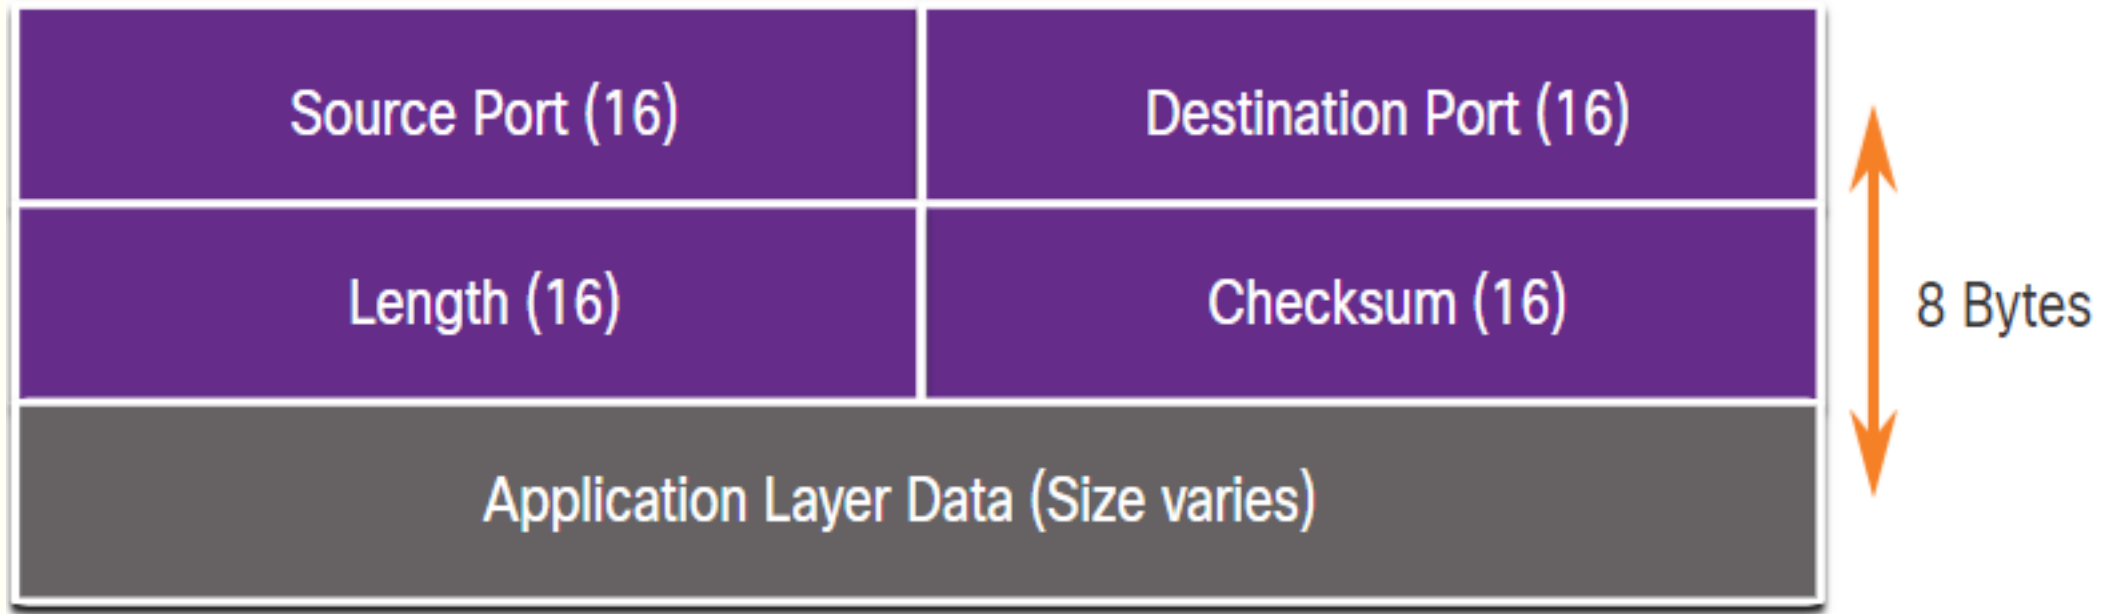 Source Port (16)
Destination Port (16)
Length (16)
Checksum (16)
8 Bytes
Application Layer Data (Size varies)